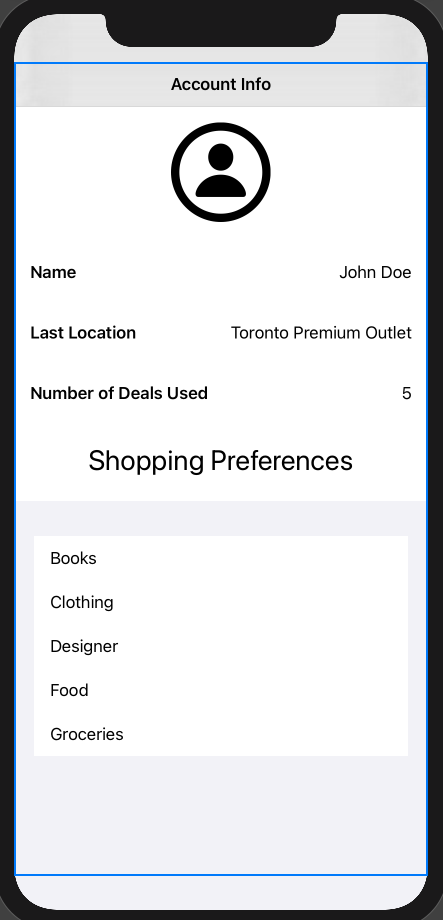 Account Info
Name John Doe
Last Location Toronto Premium Outlet
Number of Deals Used 5
Shopping Preferences
Books
Clothing
Designer
Food
Groceries